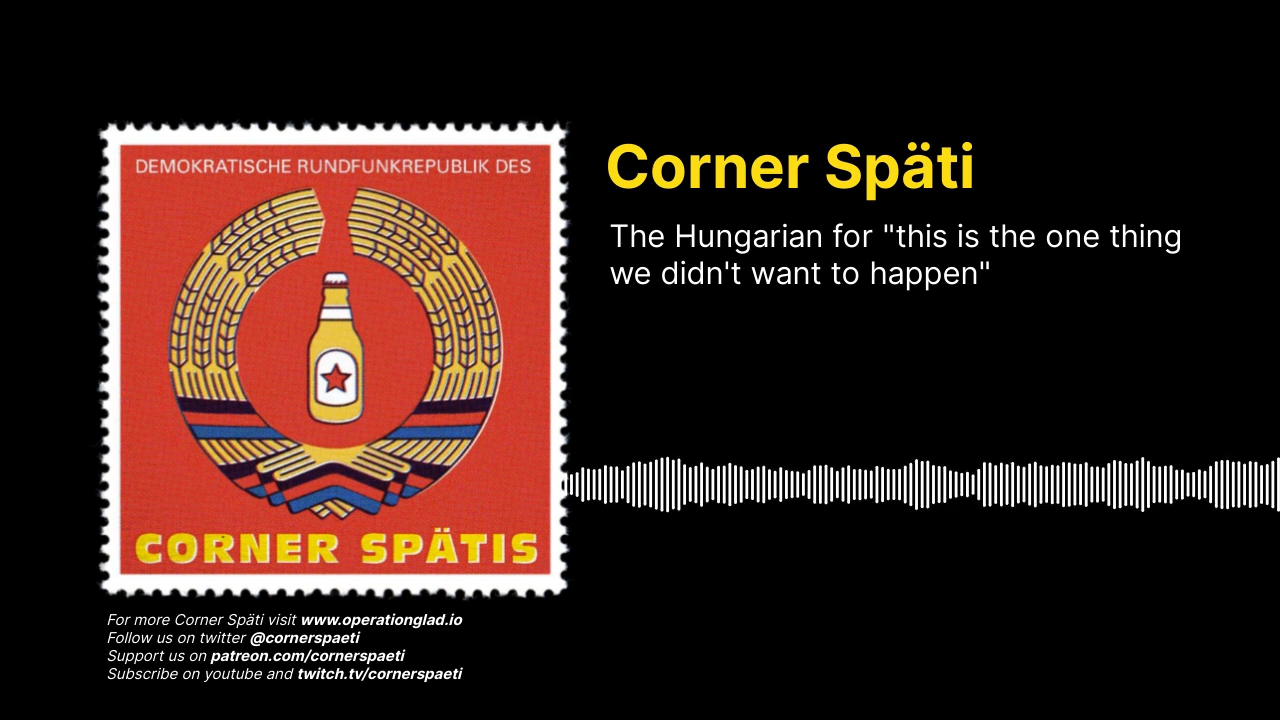 DEMOKRATISCHE RUNDFUNKREPUBLIK DES
CORNER SPÄTIS
Corner Späti
The Hungarian for "this is the one thing
we didn't want to happen"
For more Corner Späti visit www.operationglad.io
Follow us on twitter @cornerspaeti
Support us on patreon.com/cornerspaeti
Subscribe on youtube and twitch.tv/cornerspaeti